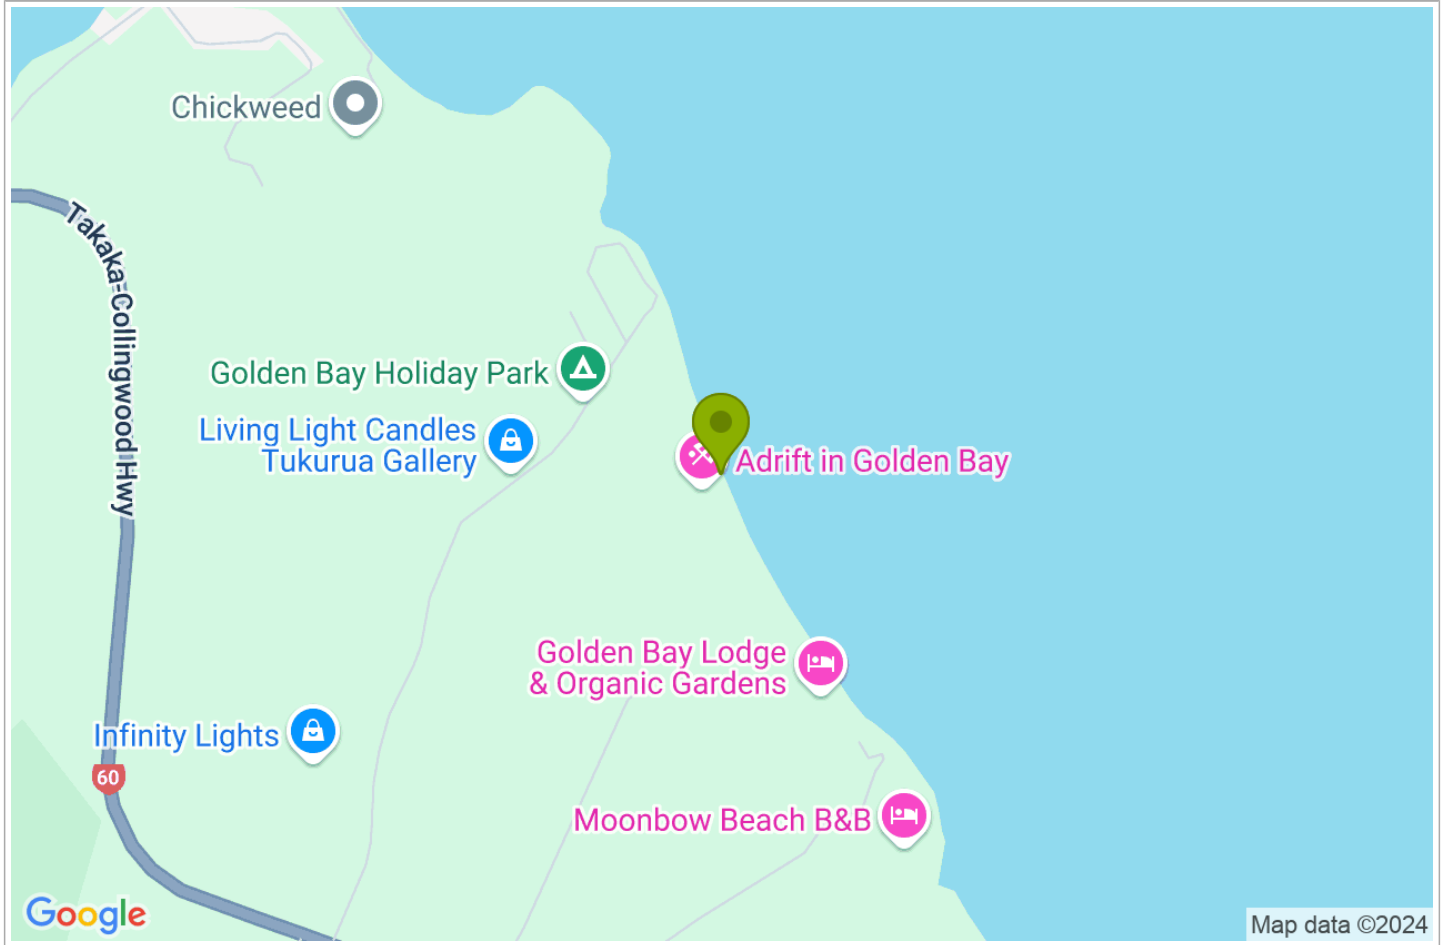 Chickweed
Takaka-Collingwood Hwy
Golden Bay Holiday Park
Living Light Candles
Tukurua Gallery
Adrift in Golden Bay
Golden Bay Lodge
& Organic Gardens
Infinity Lights
60
Moonbow Beach B&B
Google
Map data ©2024